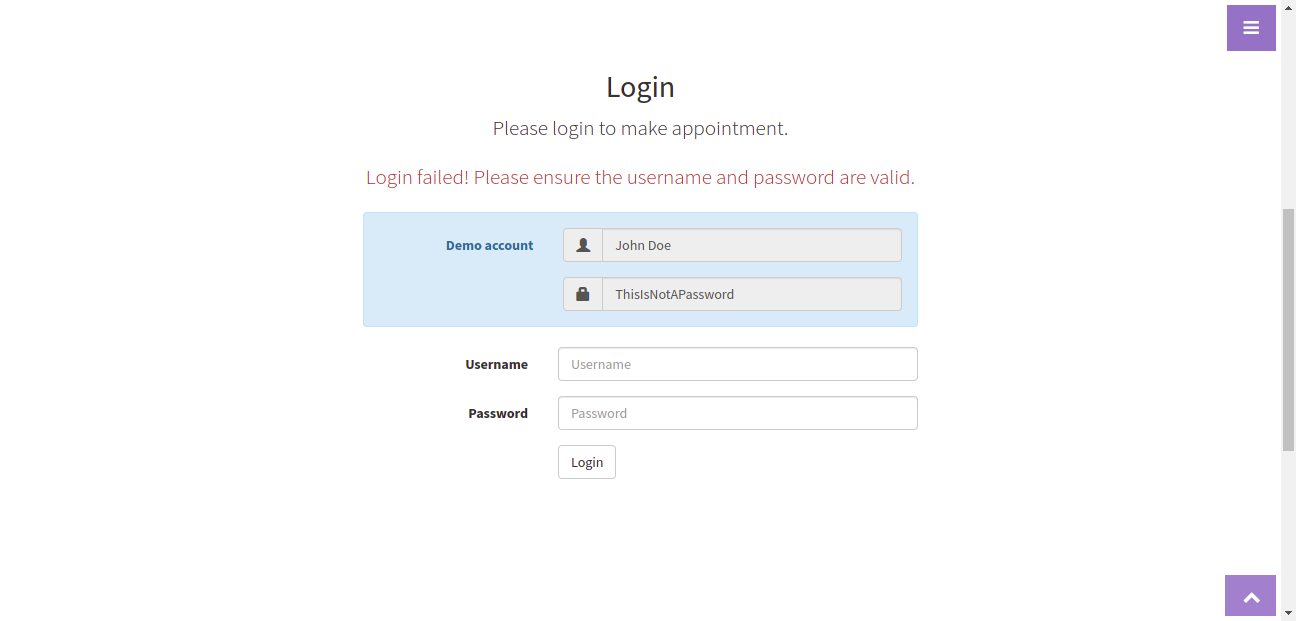 Login
Please login to make appointment.
Login failed! Please ensure the username and password are valid.
Demo account John Doe
ThisIsNotAPassword
Username Username
Password Password
Login